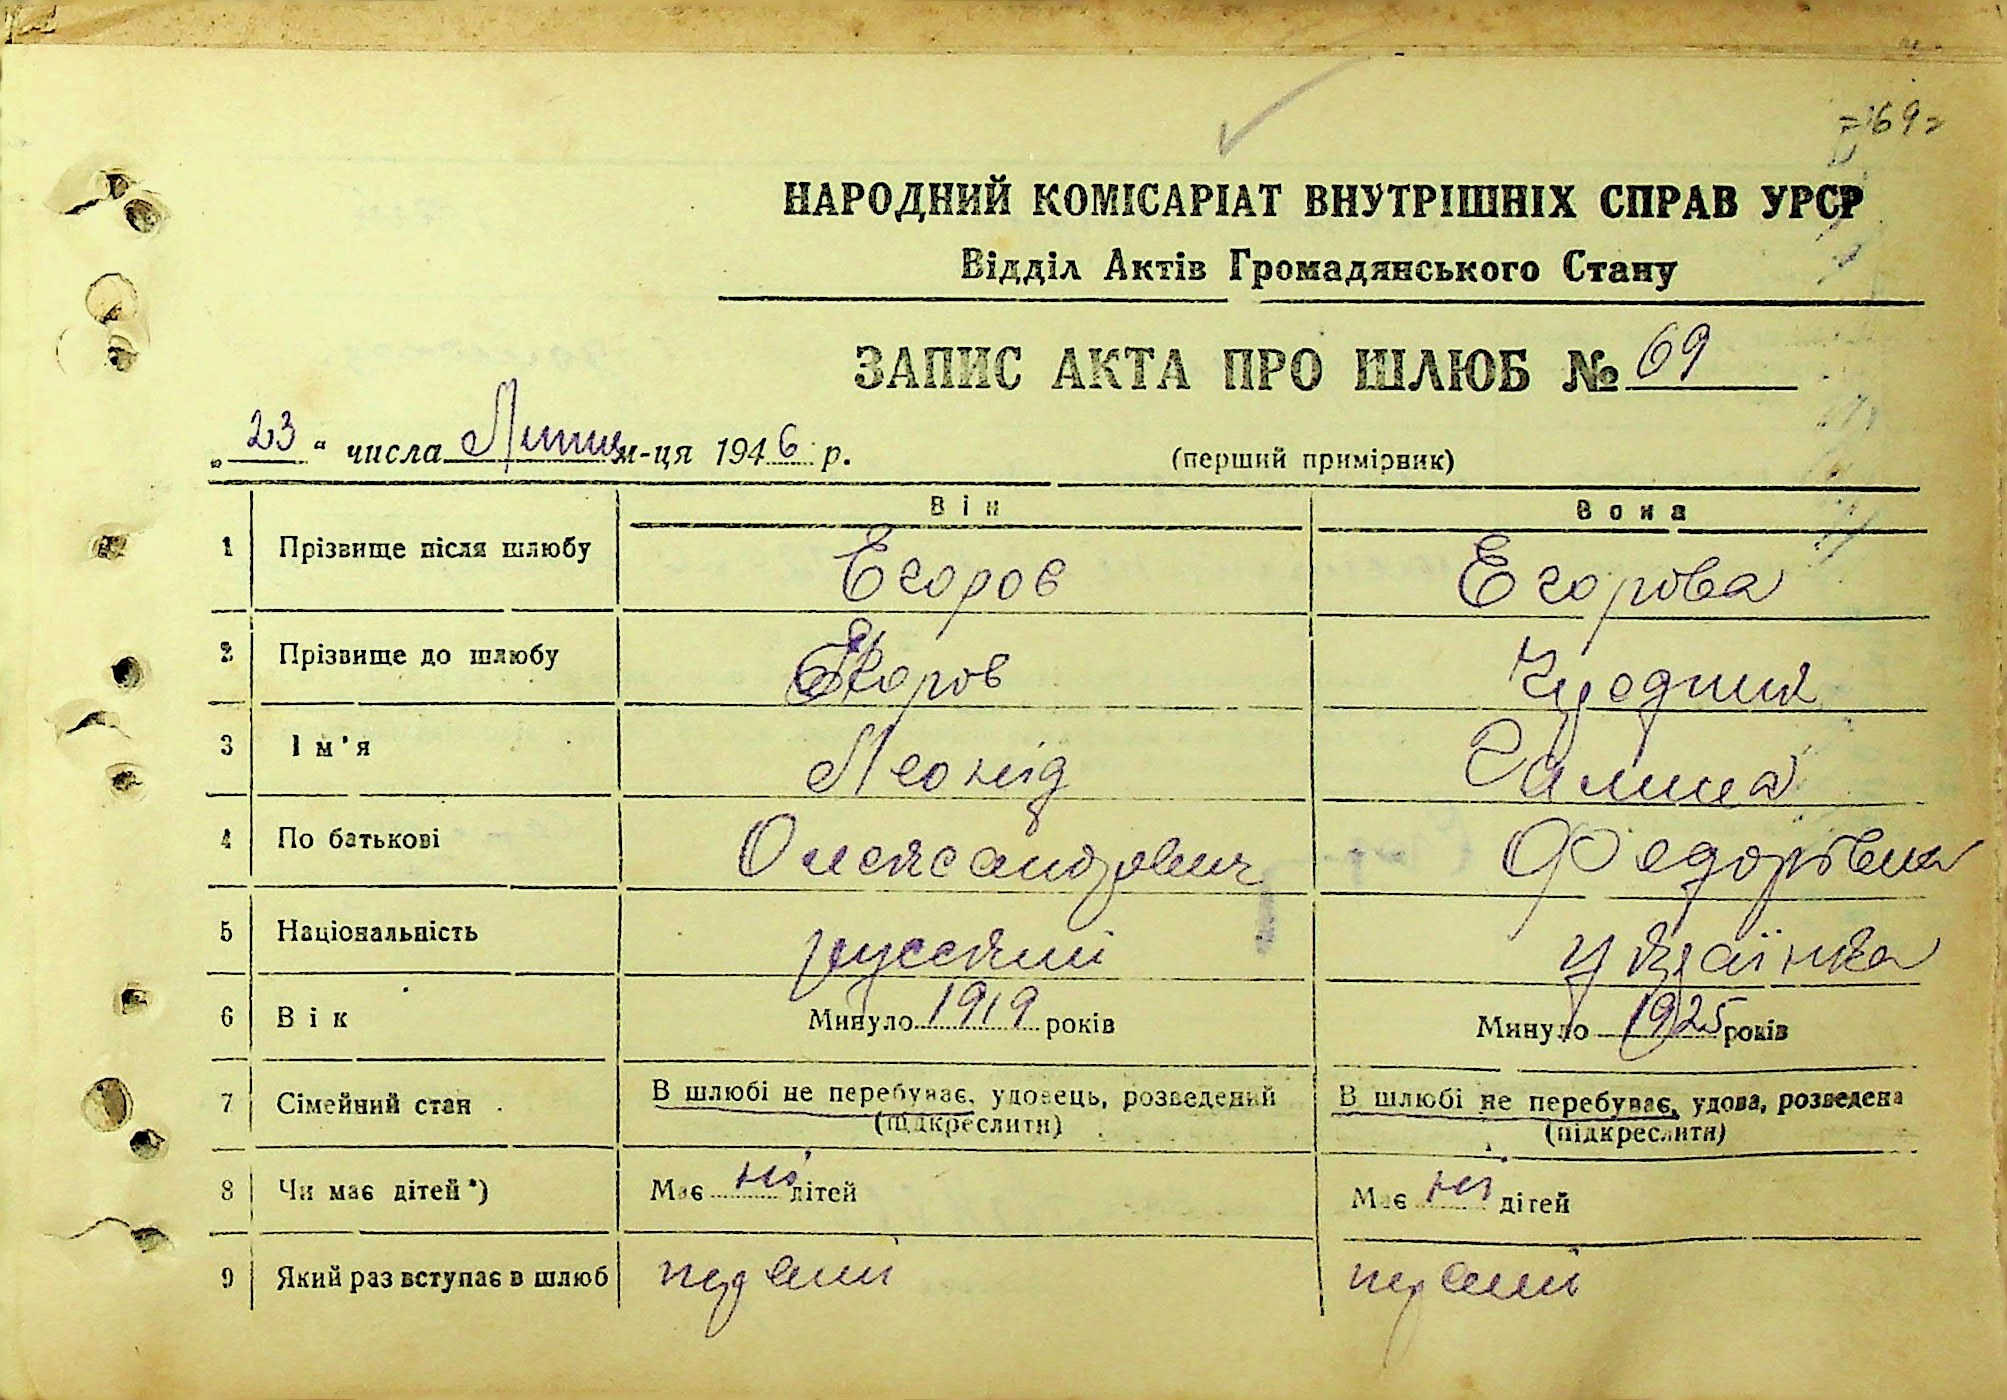 69
НАРОДНИЙ КОМІСАРІАТ ВНУТРІШНІХ СПРАВ УРСР
Відділ Актів Громадянського Стану
ЗАПИС АКТА ПРО ШЛЮБ № 69
„23“ числа Липня м-ця 1946 р. (перший примірник)
Він Вона
1 Прізвище після шлюбу Егоров Егорова
2 Прізвище до шлюбу Егоров
3 Ім'я Леонід Галина
4 По батькові Олександрович Федорівна
5 Національність русский українка
6 Вік Минуло 1919 років Минуло 1925 років
7 Сімейний стан В шлюбі не перебуває, удовець, розведений (підкреслити) В шлюбі не перебуває, удова, розведена (підкреслити)
8 Чи має дітей*) Має ні дітей Має ні дітей
9 Який раз вступає в шлюб перший перший